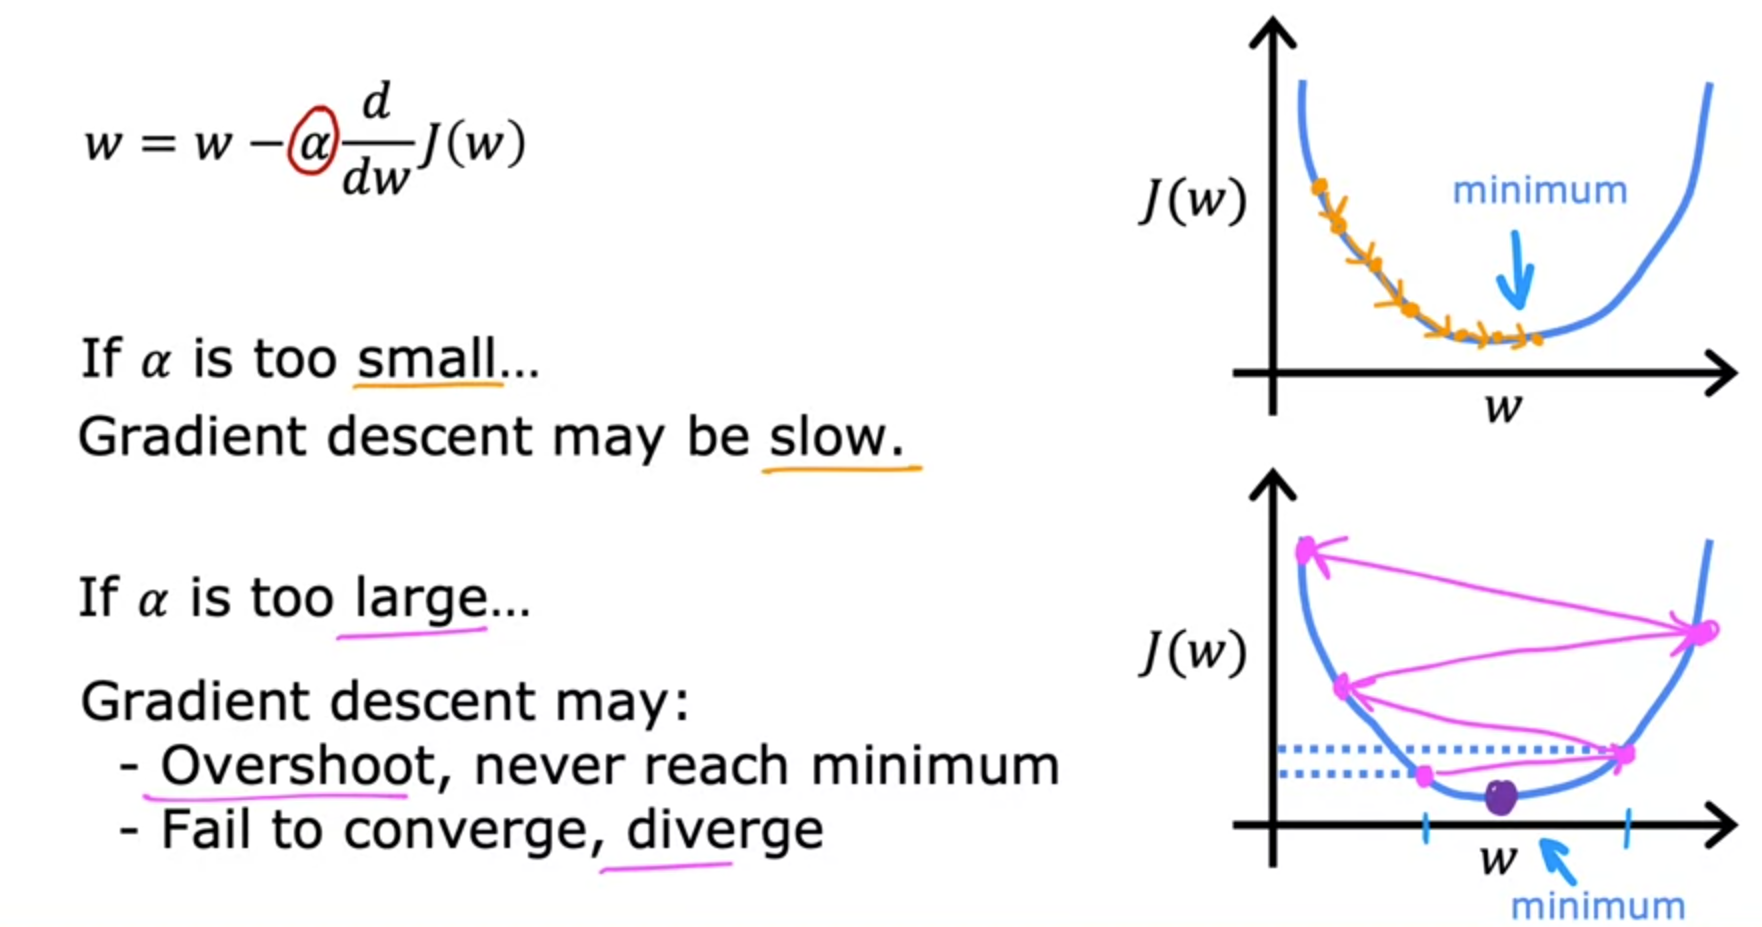 w = w − α d/dw J(w)
If α is too small...
Gradient descent may be slow.
If α is too large...
Gradient descent may:
- Overshoot, never reach minimum
- Fail to converge, diverge
J(w)
minimum
w
J(w)
w
minimum